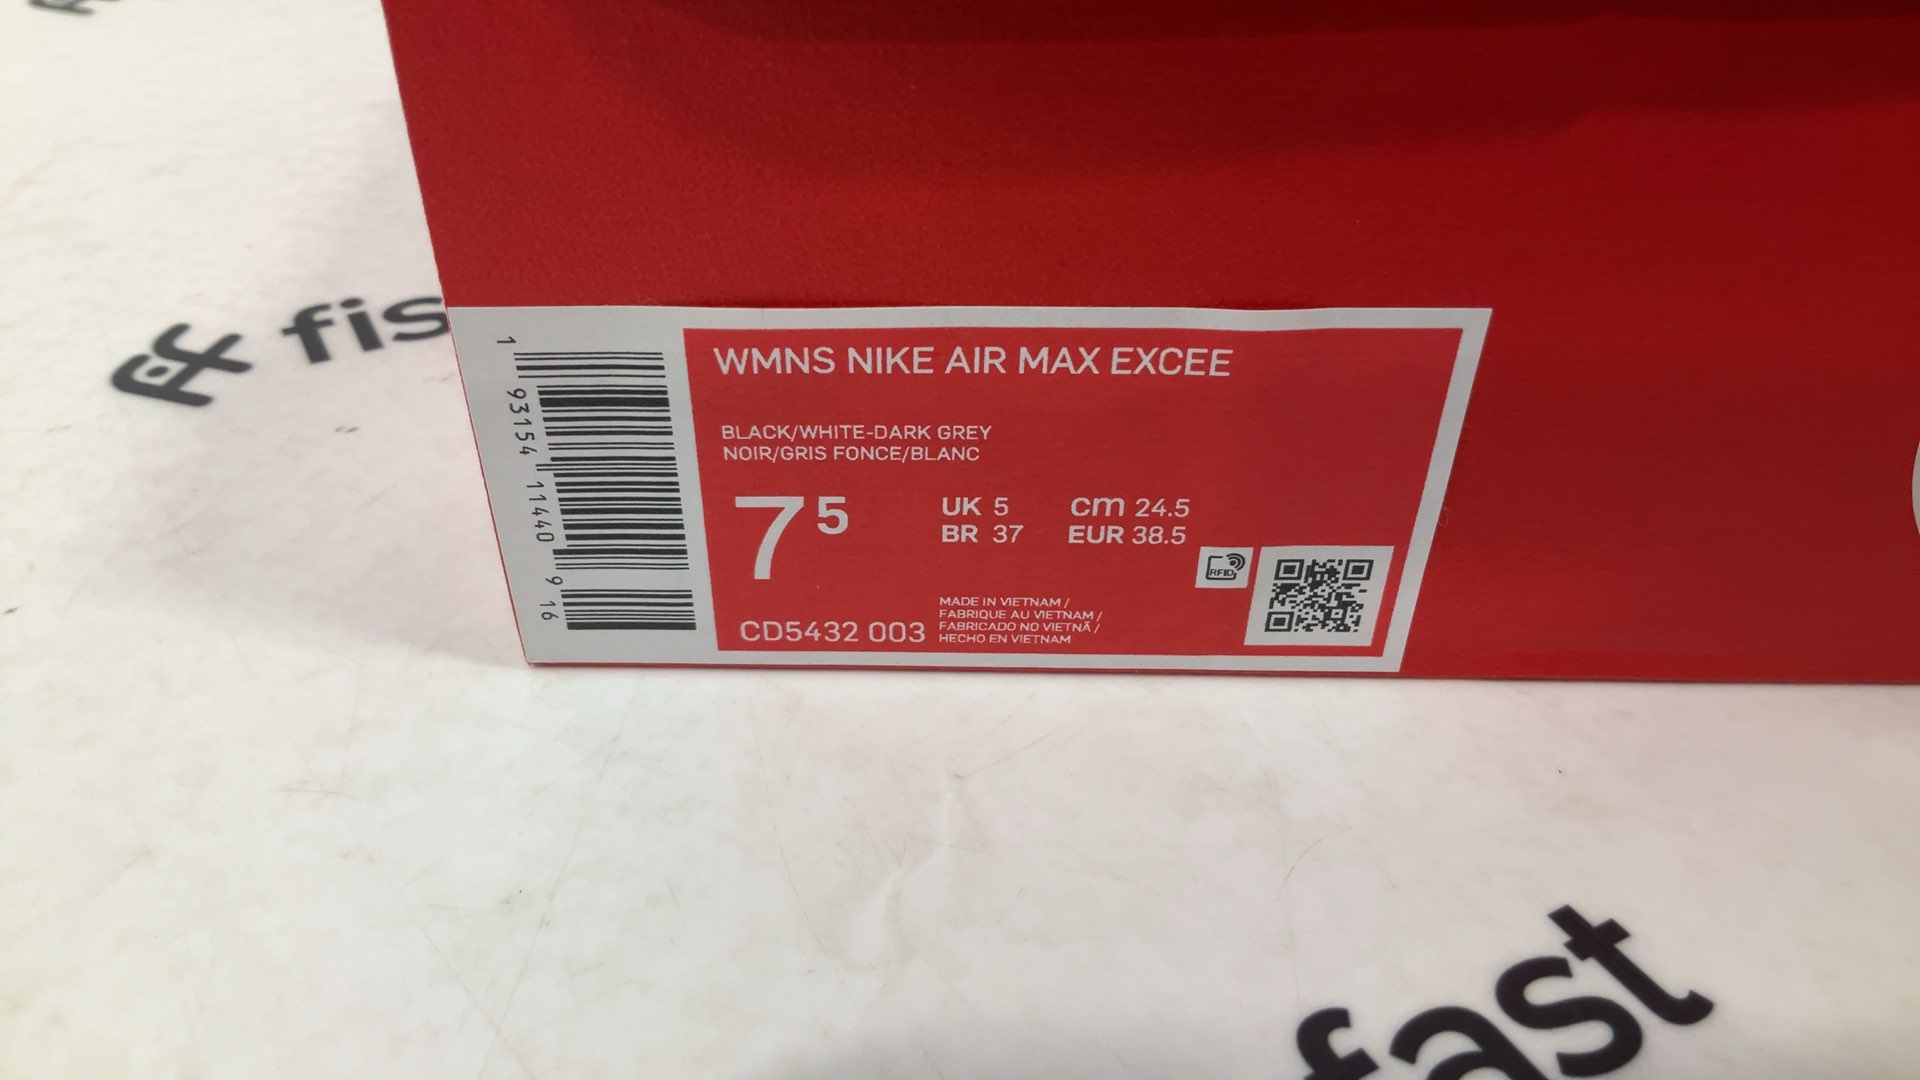 fis
WMNS NIKE AIR MAX EXCEE
BLACK/WHITE-DARK GREY
NOIR/GRIS FONCE/BLANC
7 5
UK 5 cm 24.5
BR 37 EUR 38.5
RFID
CD5432 003
MADE IN VIETNAM /
FABRIQUE AU VIETNAM /
FABRICADO NO VIETNÃ /
HECHO EN VIETNAM
1 93154 11440 9 16
fast